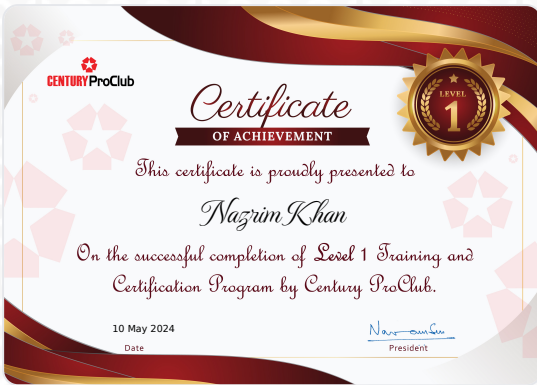 CENTURY ProClub
Certificate
OF ACHIEVEMENT
LEVEL
1
This certificate is proudly presented to
Nazrim Khan
On the successful completion of Level 1 Training and
Certification Program by Century ProClub.
10 May 2024
Date
President